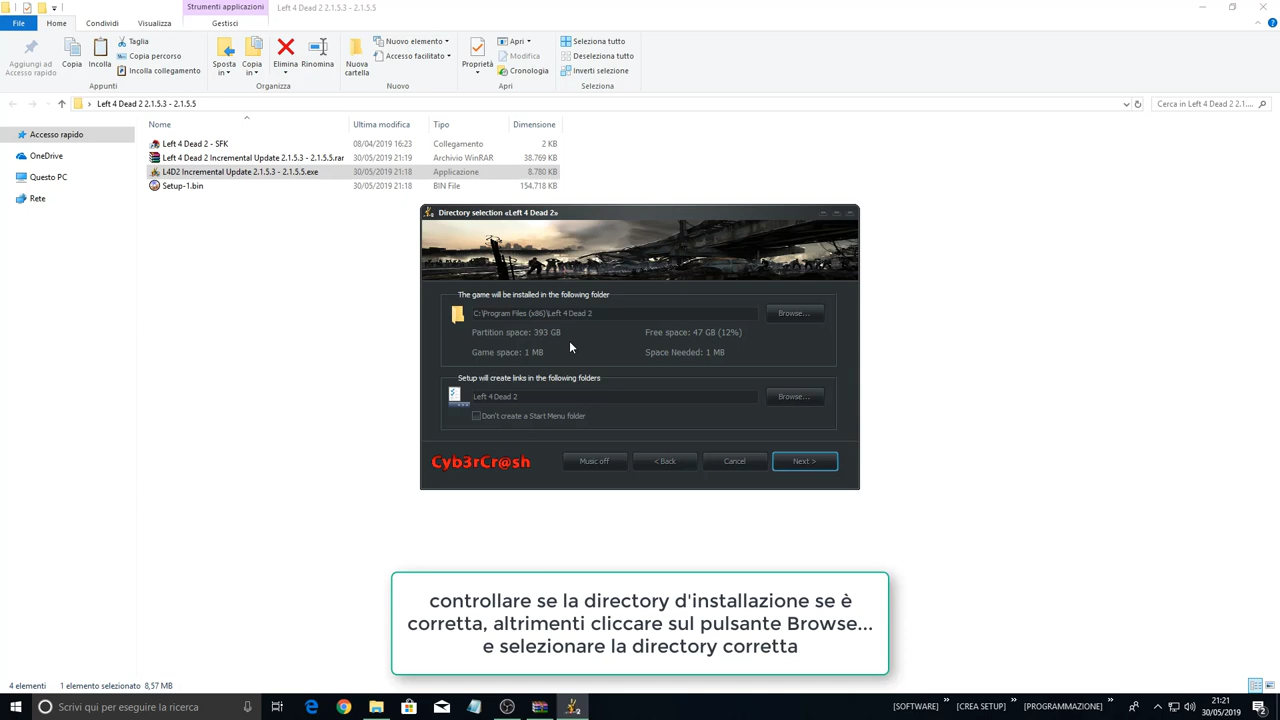 Strumenti applicazioni
Left 4 Dead 2 2.1.5.3 - 2.1.5.5
File
Home
Condividi
Visualizza
Gestisci
Aggiungi ad
Accesso rapido
Copia
Incolla
Taglia
Copia percorso
Incolla collegamento
Appunti
Sposta
in
Copia
in
Elimina
Rinomina
Organizza
Nuova
cartella
Nuovo elemento
Accesso facilitato
Nuovo
Proprietà
Apri
Modifica
Cronologia
Apri
Seleziona tutto
Deseleziona tutto
Inverti selezione
Seleziona
Left 4 Dead 2 2.1.5.3 - 2.1.5.5
Cerca in Left 4 Dead 2 2.1....
Accesso rapido
OneDrive
Questo PC
Rete
Nome
Ultima modifica
Tipo
Dimensione
Left 4 Dead 2 - SFK
08/04/2019 16:23
Collegamento
2 KB
Left 4 Dead 2 Incremental Update 2.1.5.3 - 2.1.5.5.rar
30/05/2019 21:19
Archivio WinRAR
38.769 KB
L4D2 Incremental Update 2.1.5.3 - 2.1.5.5.exe
30/05/2019 21:18
Applicazione
8.780 KB
Setup-1.bin
30/05/2019 21:18
BIN File
154.718 KB
Directory selection «Left 4 Dead 2»
The game will be installed in the following folder
C:\Program Files (x86)\Left 4 Dead 2
Browse...
Partition space: 393 GB
Free space: 47 GB (12%)
Game space: 1 MB
Space Needed: 1 MB
Setup will create links in the following folders
Left 4 Dead 2
Browse...
Don't create a Start Menu folder
Cyb3rCr@sh
Music off
< Back
Cancel
Next >
controllare se la directory d'installazione se è
corretta, altrimenti cliccare sul pulsante Browse...
e selezionare la directory corretta
4 elementi
1 elemento selezionato 8,57 MB
Scrivi qui per eseguire la ricerca
[SOFTWARE]
[CREA SETUP]
[PROGRAMMAZIONE]
21:21
30/05/2019
2